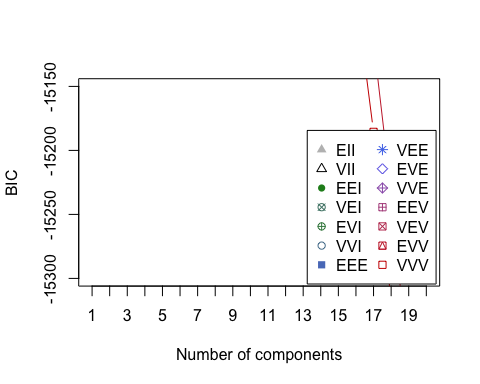 -15150
-15200
-15250
-15300
BIC
EII VEE
VII EVE
EEI VVE
VEI EEV
EVI VEV
VVI EVV
EEE VVV
1 3 5 7 9 11 13 15 17 19
Number of components